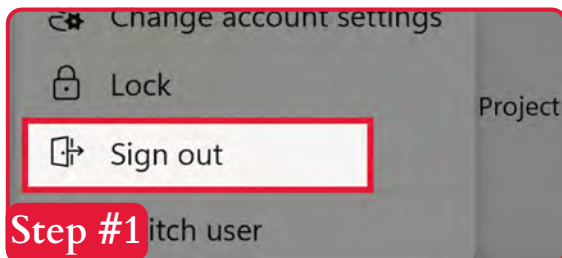 Change account settings
Lock
Project
Sign out
Step #1
itch user